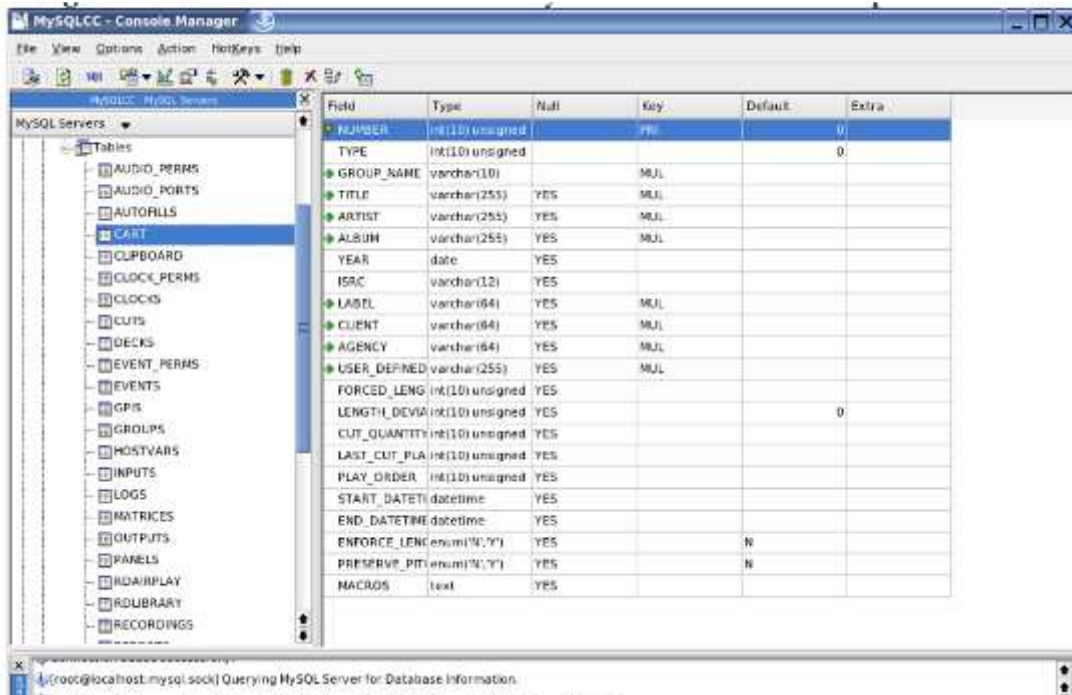 MySQLCC - Console Manager
File View Options Action HotKeys Help
MySQLCC - MySQL Servers
MySQL Servers
Tables
AUDIO_PERMS
AUDIO_PORTS
AUTOFILLS
CART
CLIPBOARD
CLOCK_PERMS
CLOCKS
CUTS
DECKS
EVENT_PERMS
EVENTS
GPIS
GROUPS
HOSTVARS
INPUTS
LOGS
MATRICES
OUTPUTS
PANELS
RDAIRPLAY
RDLIBRARY
RECORDINGS
Field Type Null Key Default Extra
NUMBER int(10) unsigned PRI 0
TYPE int(10) unsigned 0
GROUP_NAME varchar(10) MUL
TITLE varchar(255) YES MUL
ARTIST varchar(255) YES MUL
ALBUM varchar(255) YES MUL
YEAR date YES
ISRC varchar(12) YES
LABEL varchar(64) YES MUL
CLIENT varchar(64) YES MUL
AGENCY varchar(64) YES MUL
USER_DEFINED varchar(255) YES MUL
FORCED_LENG int(10) unsigned YES
LENGTH_DEVIA int(10) unsigned YES 0
CUT_QUANTITY int(10) unsigned YES
LAST_CUT_PLA int(10) unsigned YES
PLAY_ORDER int(10) unsigned YES
START_DATETI datetime YES
END_DATETIME datetime YES
ENFORCE_LENG enum('N','Y') YES N
PRESERVE_PIT enum('N','Y') YES N
MACROS text YES
[root@localhost:mysql.sock] Querying MySQL Server for Database Information.